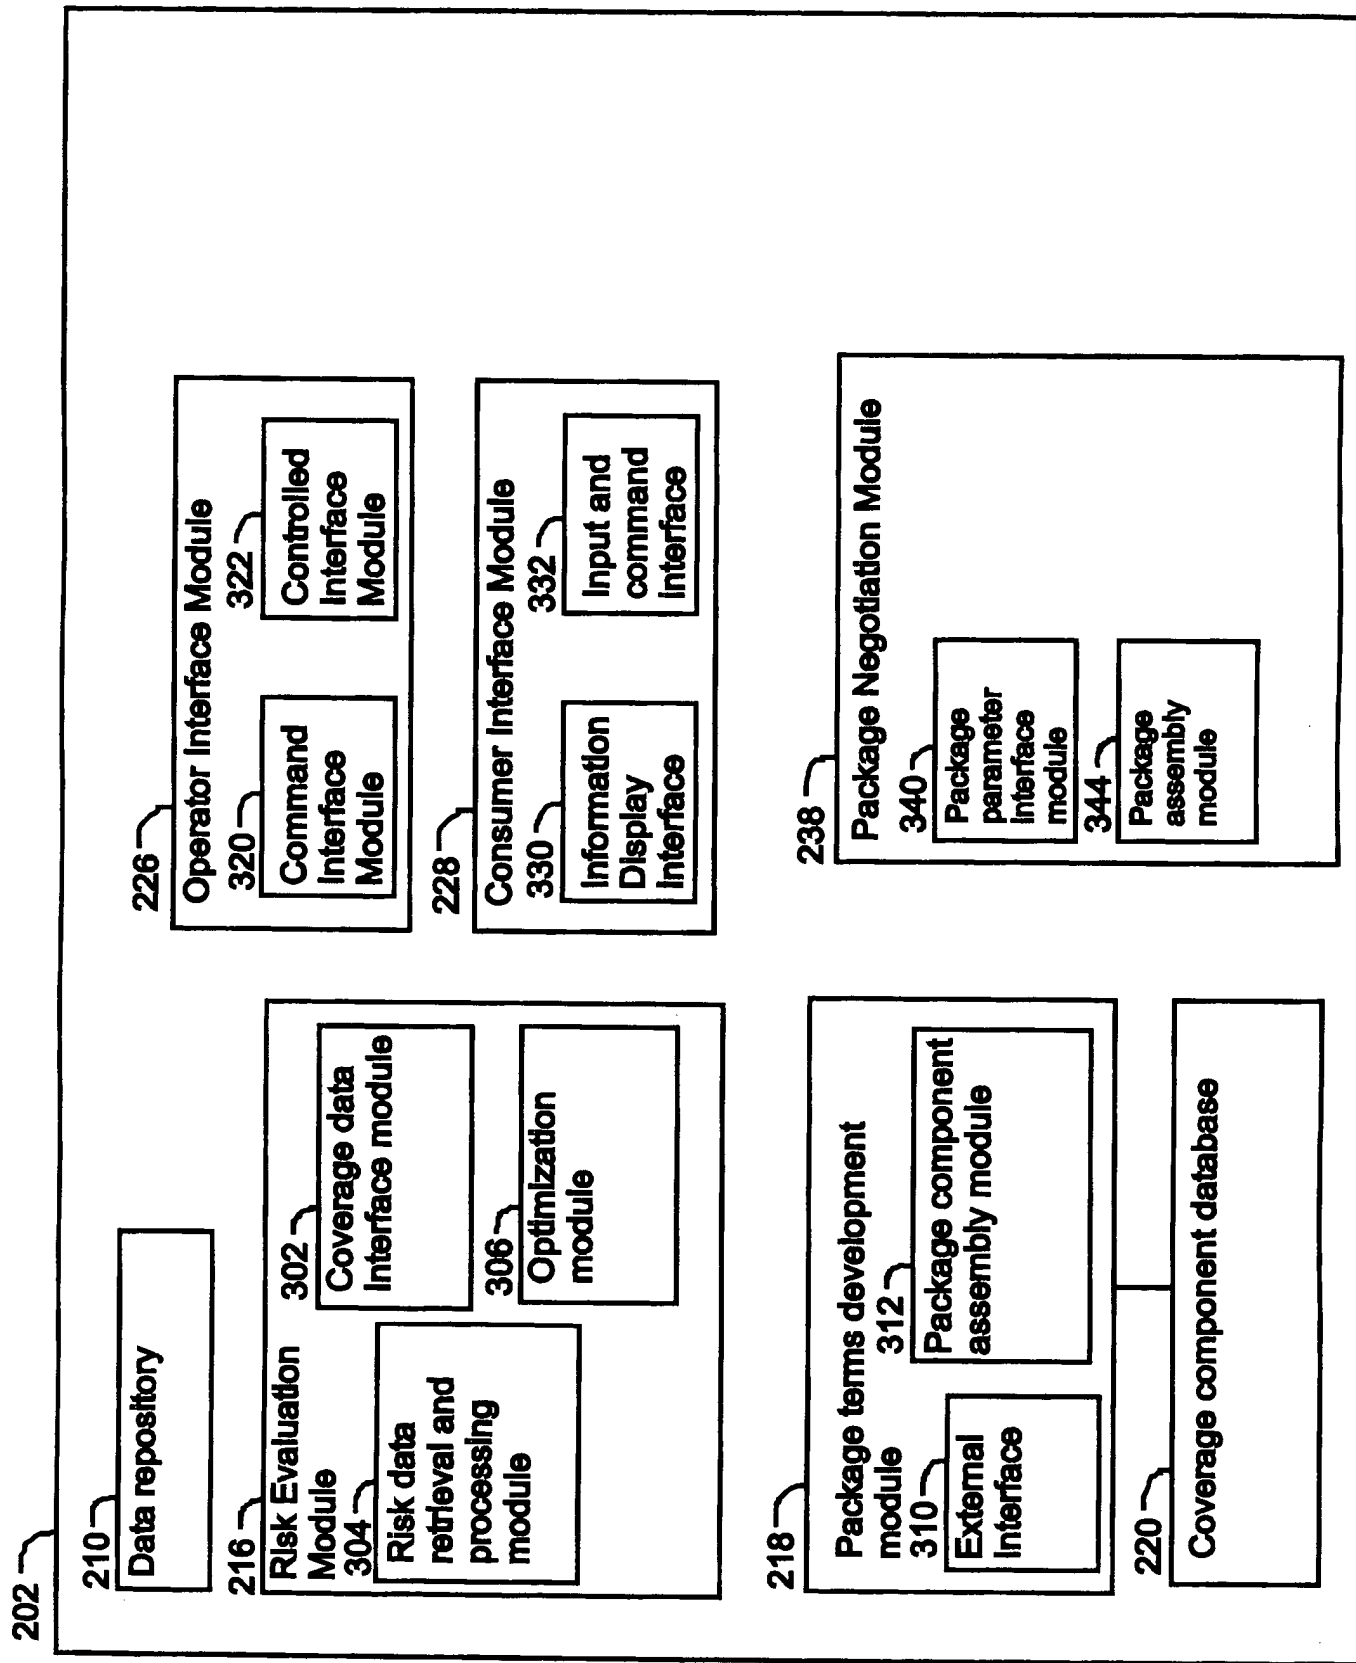 202
210
Data repository
216
Risk Evaluation
Module
304
Risk data
retrieval and
processing
module
302
Coverage data
Interface module
306
Optimization
module
218
Package terms development
module
310
External
Interface
312
Package component
assembly module
220
Coverage component database
226
Operator Interface Module
320
Command
Interface
Module
322
Controlled
Interface
Module
228
Consumer Interface Module
330
Information
Display
Interface
332
Input and
command
interface
238
Package Negotiation Module
340
Package
parameter
interface
module
344
Package
assembly
module